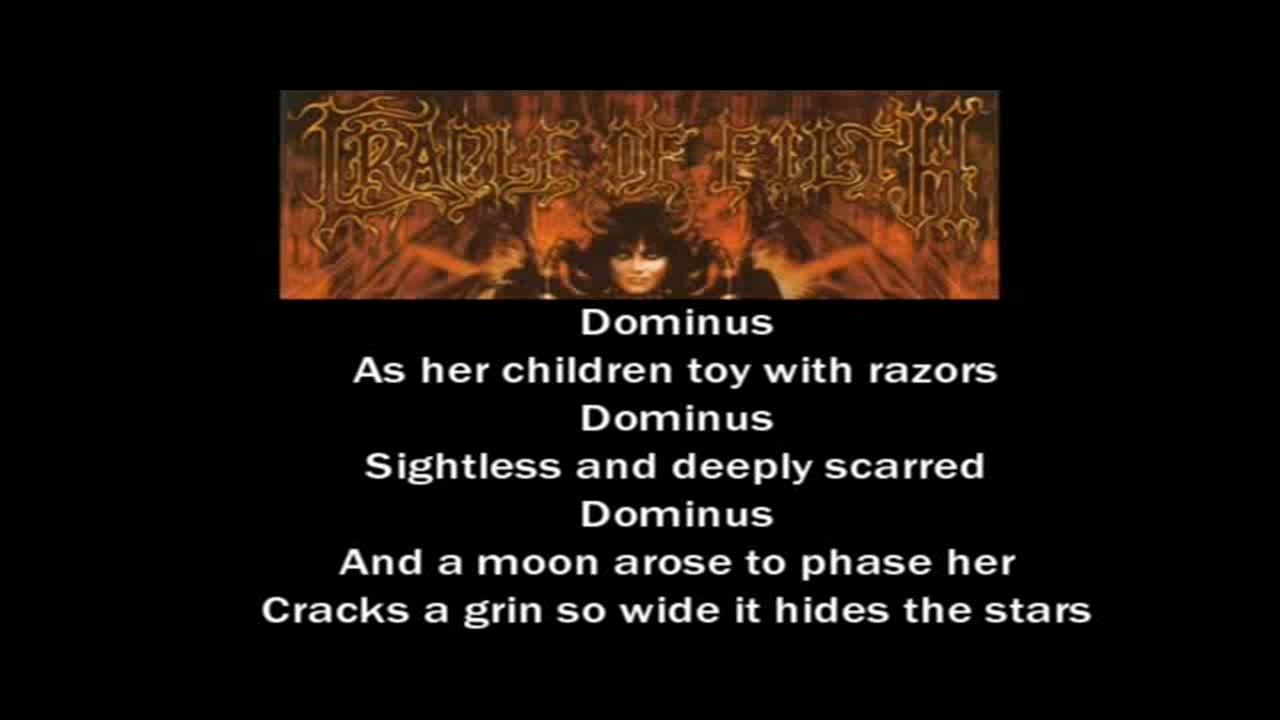 CRADLE OF FILTH
Dominus
As her children toy with razors
Dominus
Sightless and deeply scarred
Dominus
And a moon arose to phase her
Cracks a grin so wide it hides the stars